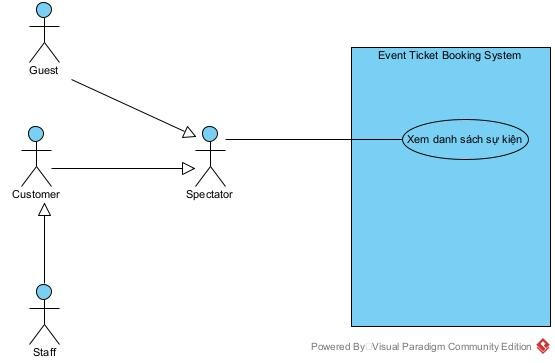 Guest
Event Ticket Booking System
Xem danh sách sự kiện
Customer
Spectator
Staff
Powered By Visual Paradigm Community Edition